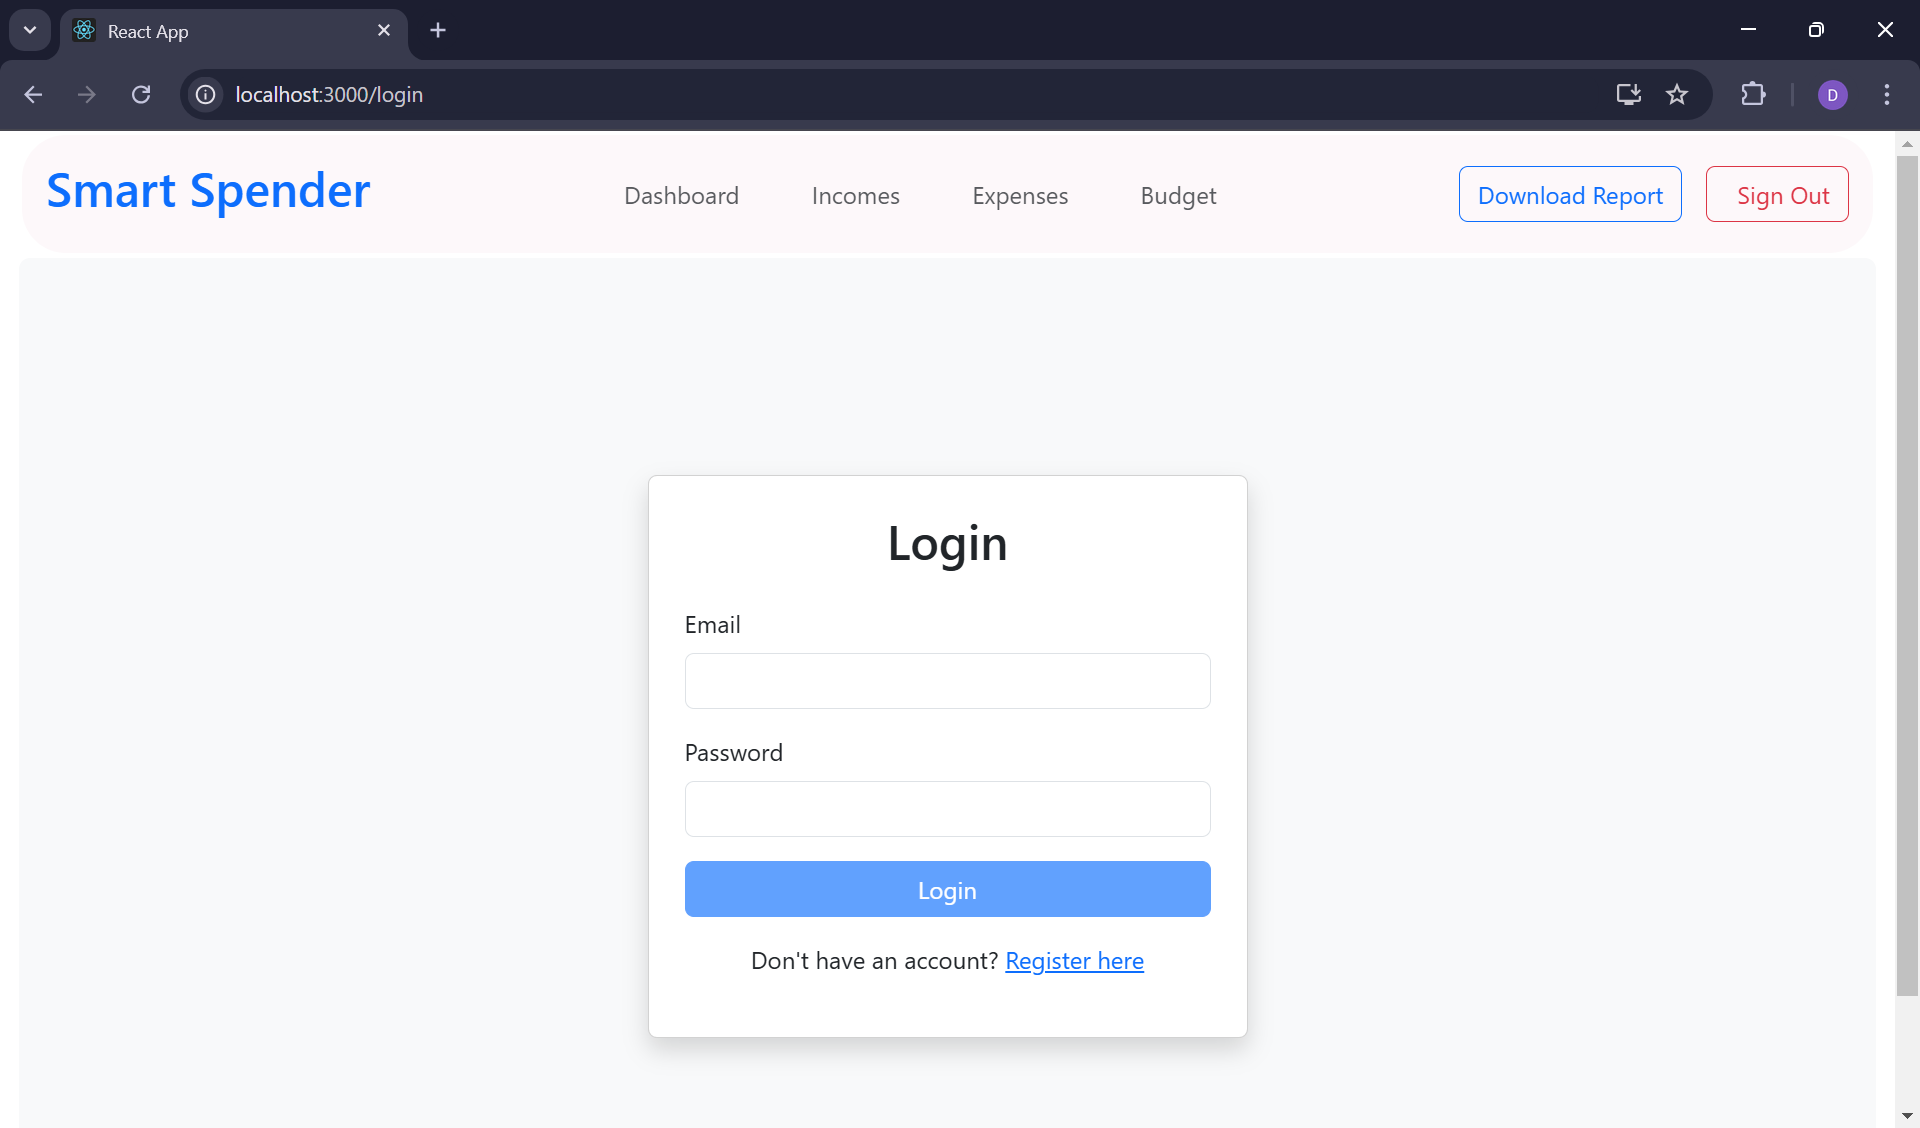 React App
localhost:3000/login
D
Smart Spender Dashboard Incomes Expenses Budget Download Report Sign Out
Login
Email
Password
Login
Don't have an account? Register here